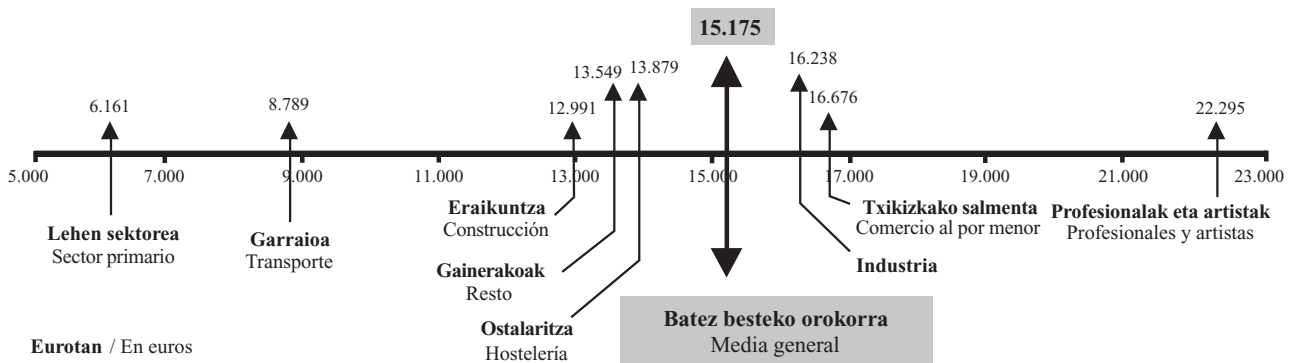 15.175
13.549 13.879 16.238
6.161 8.789 12.991 16.676 22.295
5.000 7.000 9.000 11.000 13.000 15.000 17.000 19.000 21.000 23.000
Lehen sektorea
Sector primario
Garraioa
Transporte
Eraikuntza
Construcción
Gainerakoak
Resto
Ostalaritza
Hostelería
Txikizkako salmenta
Comercio al por menor
Industria
Profesionalak eta artistak
Profesionales y artistas
Batez besteko orokorra
Media general
Eurotan / En euros